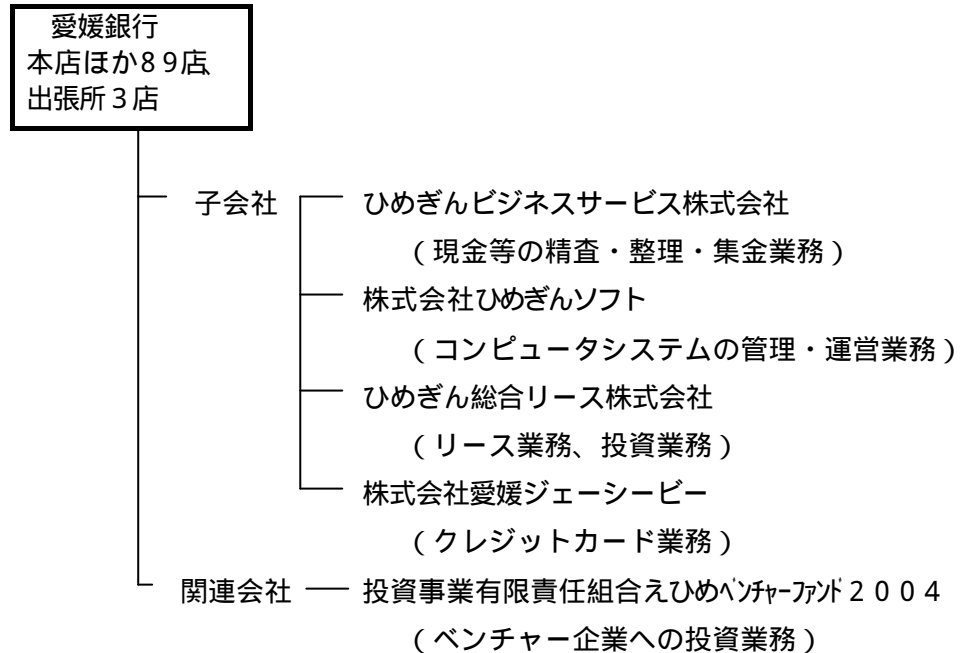 愛媛銀行
本店ほか89店、
出張所3店
子会社
ひめぎんビジネスサービス株式会社
(現金等の精査・整理・集金業務)
株式会社ひめぎんソフト
(コンピュータシステムの管理・運営業務)
ひめぎん総合リース株式会社
(リース業務、投資業務)
株式会社愛媛ジェーシービー
(クレジットカード業務)
関連会社
投資事業有限責任組合えひめベンチャーファンド2004
(ベンチャー企業への投資業務)